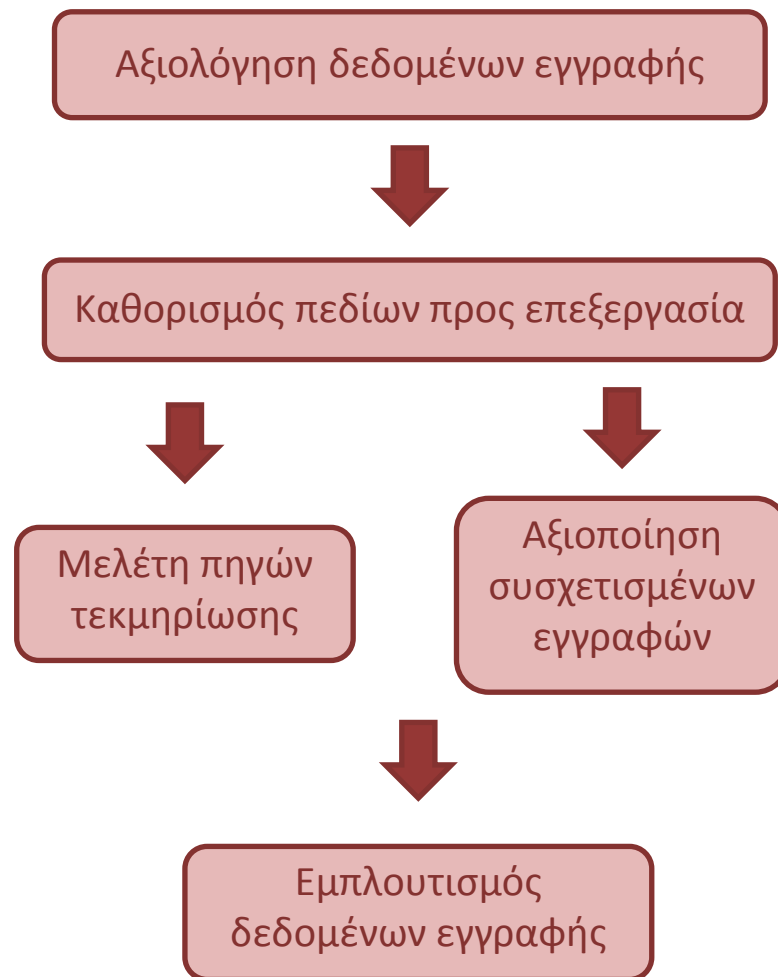 Αξιολόγηση δεδομένων εγγραφής
Καθορισμός πεδίων προς επεξεργασία
Μελέτη πηγών
τεκμηρίωσης
Αξιοποίηση
συσχετισμένων
εγγραφών
Εμπλουτισμός
δεδομένων εγγραφής